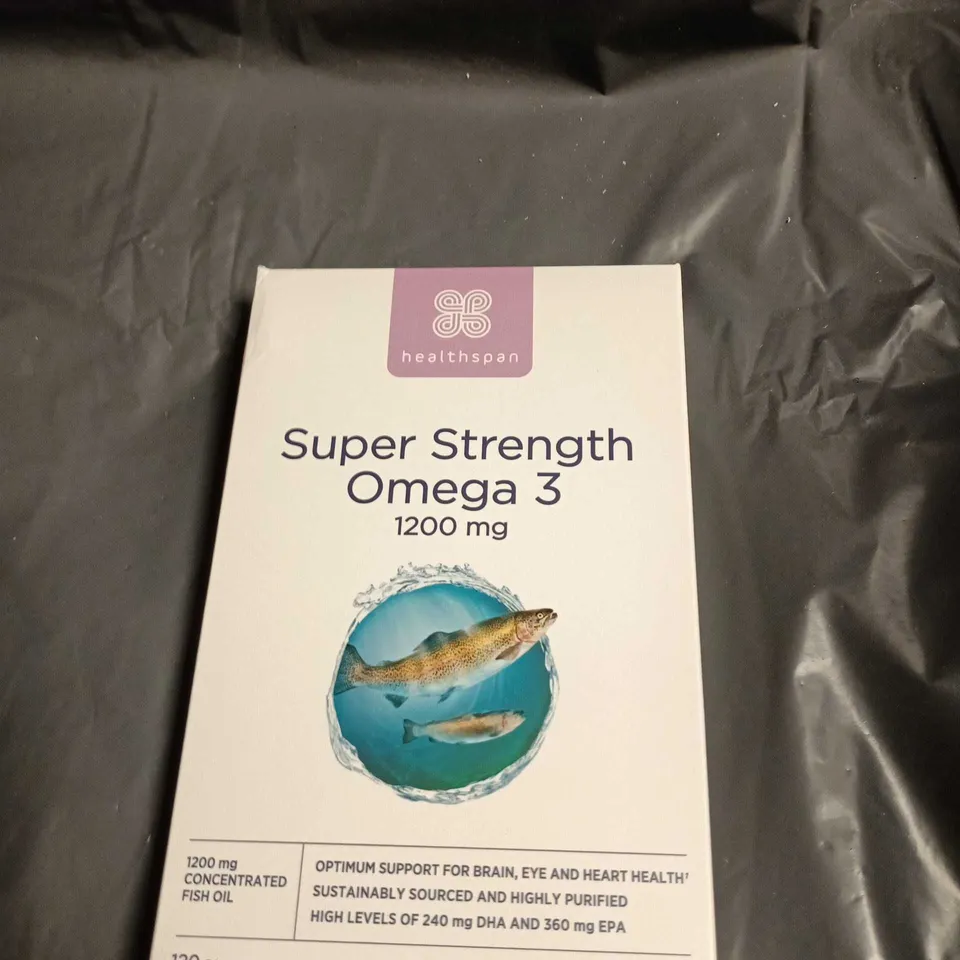 healthspan
Super Strength
Omega 3
1200 mg
1200 mg
CONCENTRATED
FISH OIL
OPTIMUM SUPPORT FOR BRAIN, EYE AND HEART HEALTH†
SUSTAINABLY SOURCED AND HIGHLY PURIFIED
HIGH LEVELS OF 240 mg DHA AND 360 mg EPA
120